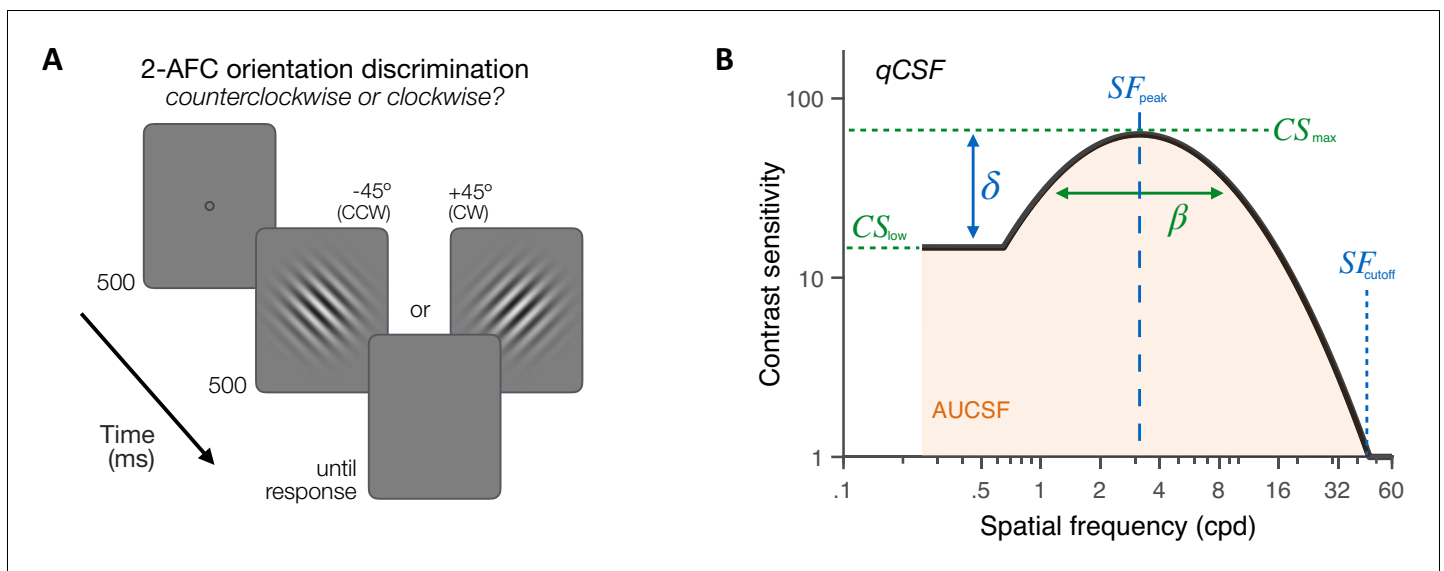 A
2-AFC orientation discrimination
counterclockwise or clockwise?
500
-45º
(CCW)
+45º
(CW)
or
500
Time
(ms)
until
response
B
qCSF
SFpeak
CSmax
δ
β
CSlow
SFcutoff
AUCSF
Contrast sensitivity
100
10
1
.1 .5 1 2 4 8 16 32 60
Spatial frequency (cpd)